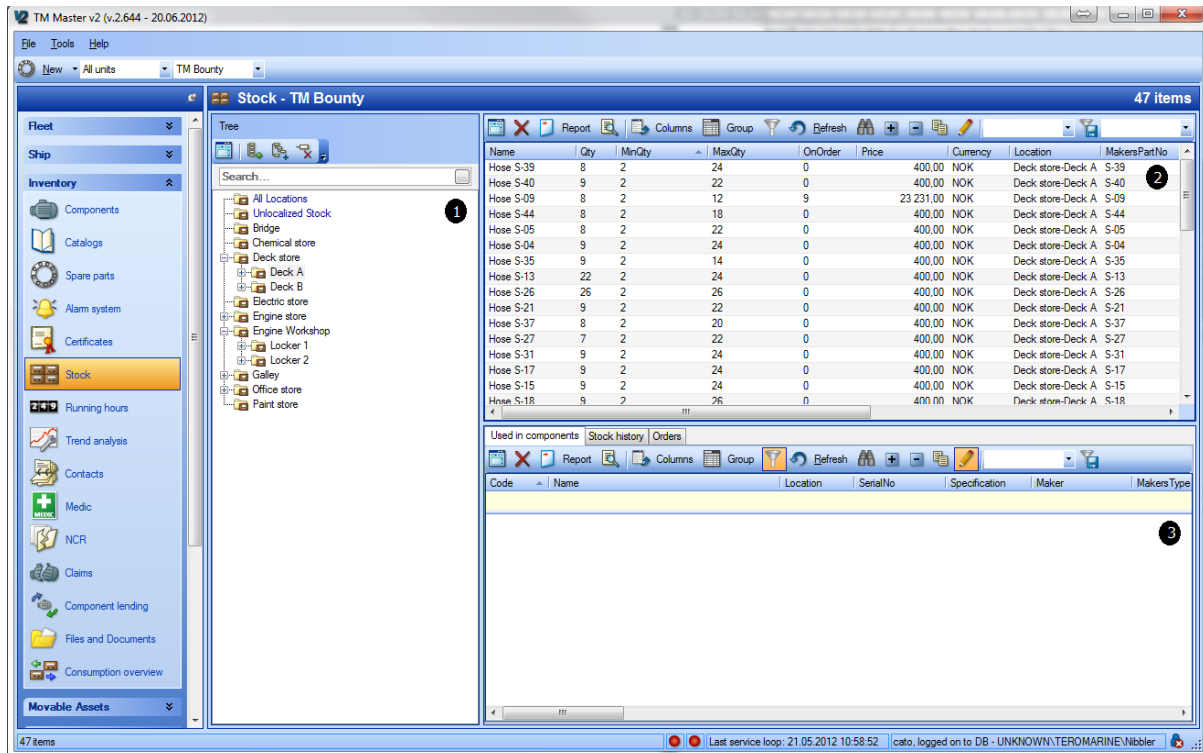 TM Master v2 (v.2.644 - 20.06.2012)
File Tools Help
New All units TM Bounty
Stock - TM Bounty 47 items
Fleet
Ship
Inventory
Components
Catalogs
Spare parts
Alarm system
Certificates
Stock
Running hours
Trend analysis
Contacts
MEDIC
Medic
NCR
Claims
Component lending
Files and Documents
Consumption overview
Movable Assets
Tree
Search...
1
All Locations
Unlocalized Stock
Bridge
Chemical store
Deck store
Deck A
Deck B
Electric store
Engine store
Engine Workshop
Locker 1
Locker 2
Galley
Office store
Paint store
Report Columns Group Refresh
Name Qty MinQty MaxQty OnOrder Price Currency Location MakersPartNo
Hose S-39 8 2 24 0 400,00 NOK Deck store-Deck A S-39
2
Hose S-40 9 2 22 0 400,00 NOK Deck store-Deck A S-40
Hose S-09 8 2 12 9 23 231,00 NOK Deck store-Deck A S-09
Hose S-44 8 2 18 0 400,00 NOK Deck store-Deck A S-44
Hose S-05 8 2 22 0 400,00 NOK Deck store-Deck A S-05
Hose S-04 9 2 24 0 400,00 NOK Deck store-Deck A S-04
Hose S-35 9 2 14 0 400,00 NOK Deck store-Deck A S-35
Hose S-13 22 2 24 0 400,00 NOK Deck store-Deck A S-13
Hose S-26 26 2 26 0 400,00 NOK Deck store-Deck A S-26
Hose S-21 9 2 22 0 400,00 NOK Deck store-Deck A S-21
Hose S-37 8 2 20 0 400,00 NOK Deck store-Deck A S-37
Hose S-27 7 2 22 0 400,00 NOK Deck store-Deck A S-27
Hose S-31 9 2 24 0 400,00 NOK Deck store-Deck A S-31
Hose S-17 9 2 24 0 400,00 NOK Deck store-Deck A S-17
Hose S-15 9 2 24 0 400,00 NOK Deck store-Deck A S-15
Hose S-18 9 2 26 0 400,00 NOK Deck store-Deck A S-18
Used in components Stock history Orders
Report Columns Group Refresh
Code Name Location SerialNo Specification Maker MakersType
3
47 items Last service loop: 21.05.2012 10:58:52 cato, logged on to DB - UNKNOWN\TEROMARINE\Nibbler